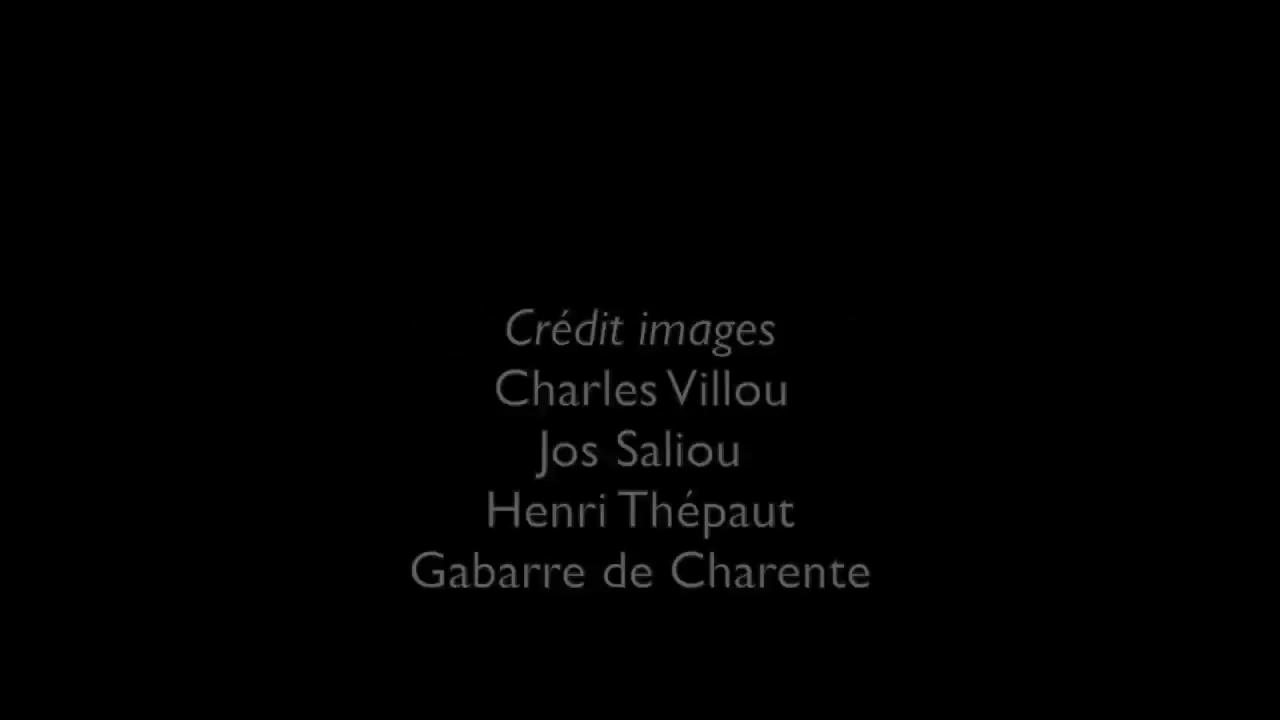 Crédit images
Charles Villou
Jos Saliou
Henri Thépaut
Gabarre de Charente